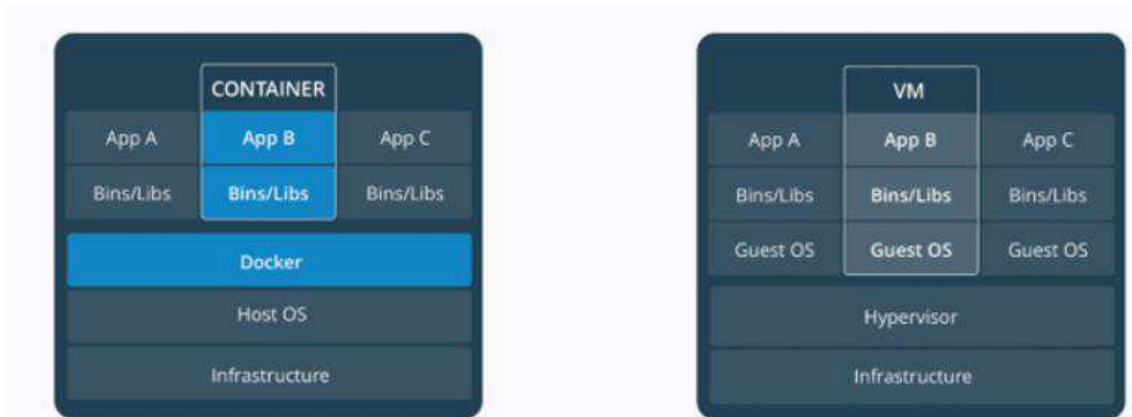 CONTAINER
App A App B App C
Bins/Libs Bins/Libs Bins/Libs
Docker
Host OS
Infrastructure
VM
App A App B App C
Bins/Libs Bins/Libs Bins/Libs
Guest OS Guest OS Guest OS
Hypervisor
Infrastructure